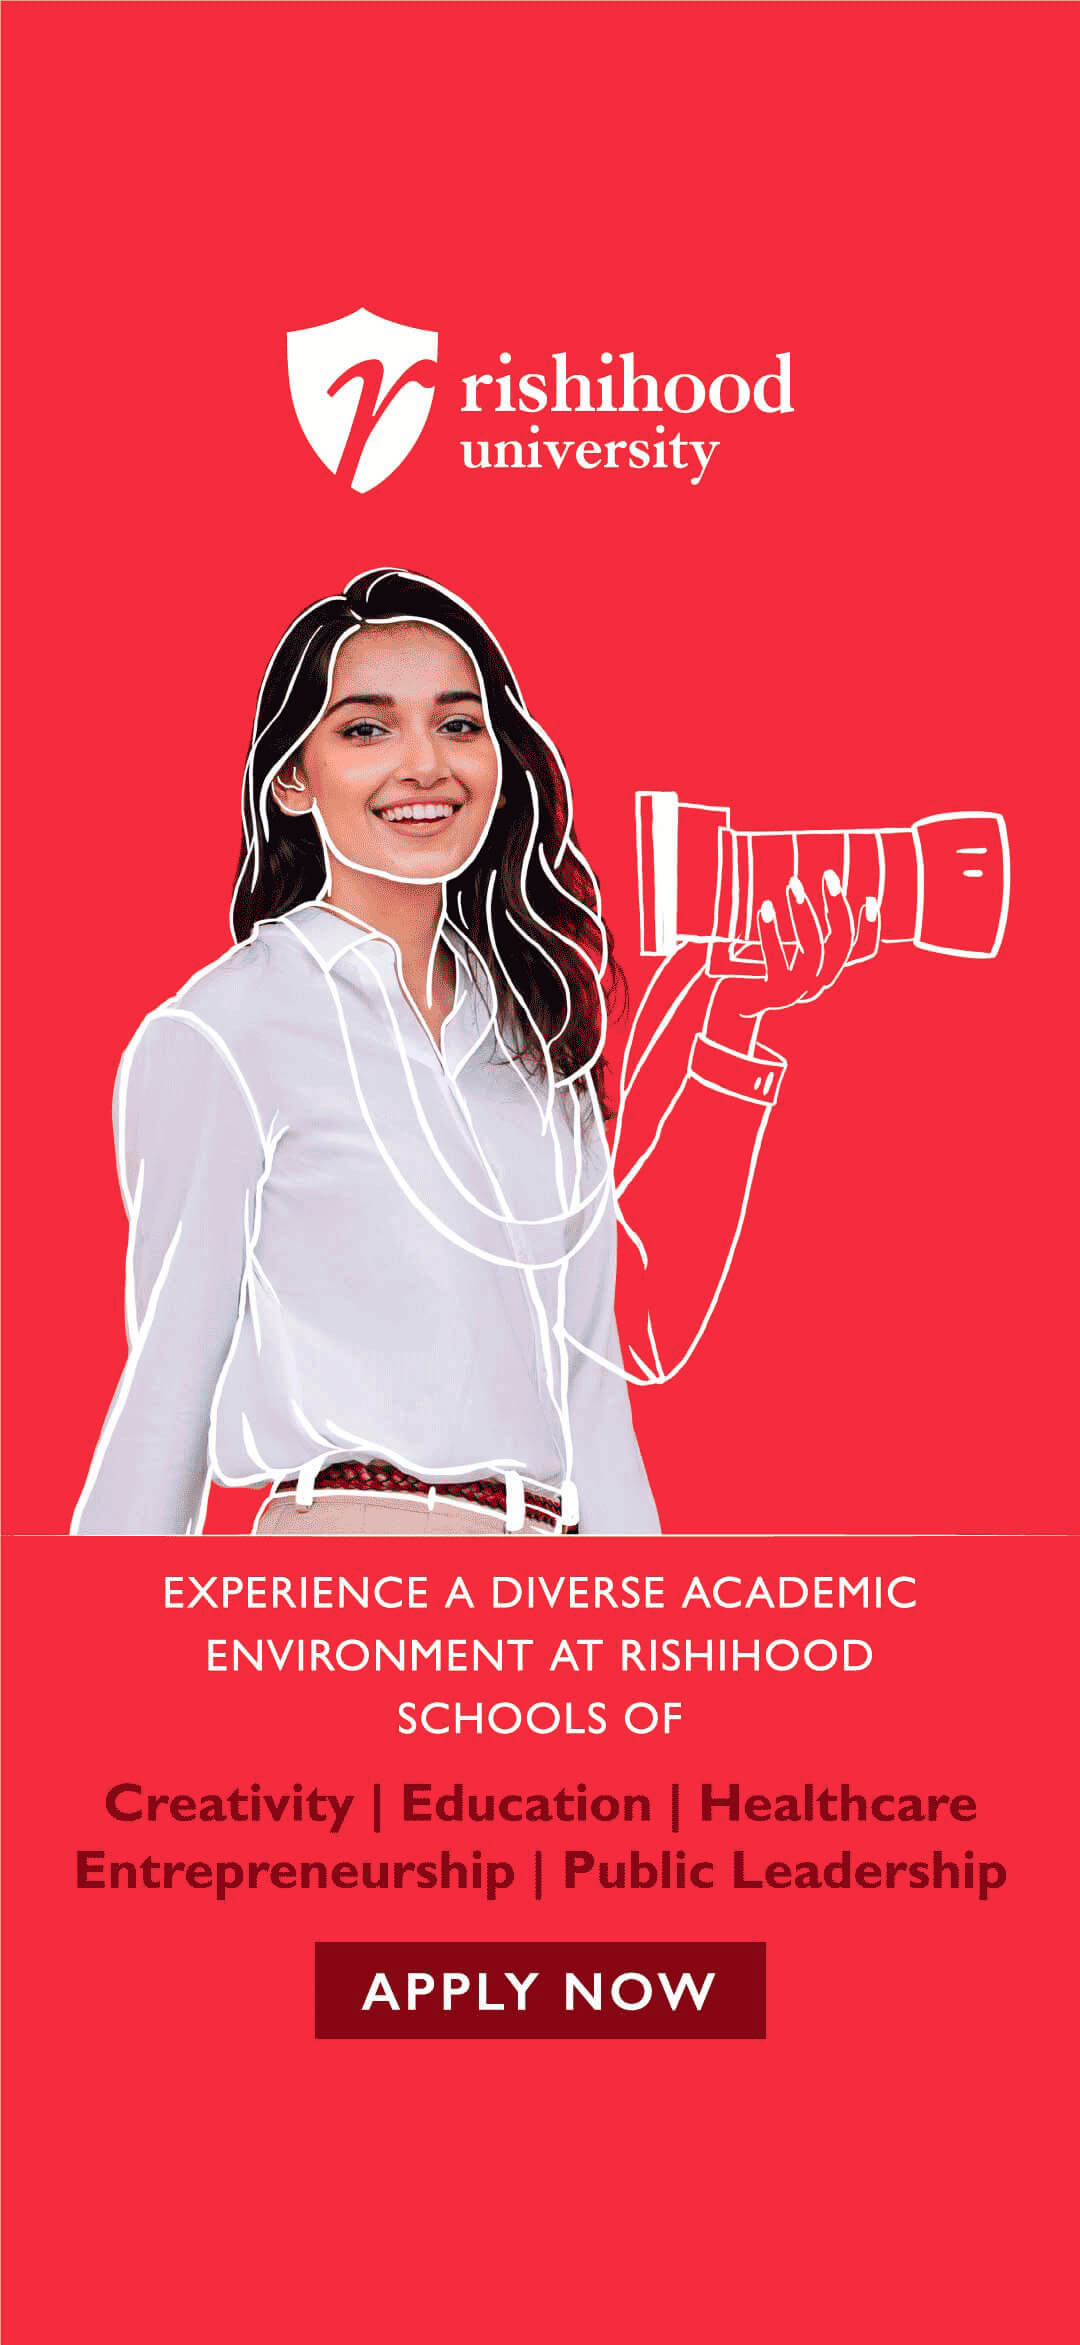 rishihood
university
EXPERIENCE A DIVERSE ACADEMIC
ENVIRONMENT AT RISHIHOOD
SCHOOLS OF
Creativity | Education | Healthcare
Entrepreneurship | Public Leadership
APPLY NOW